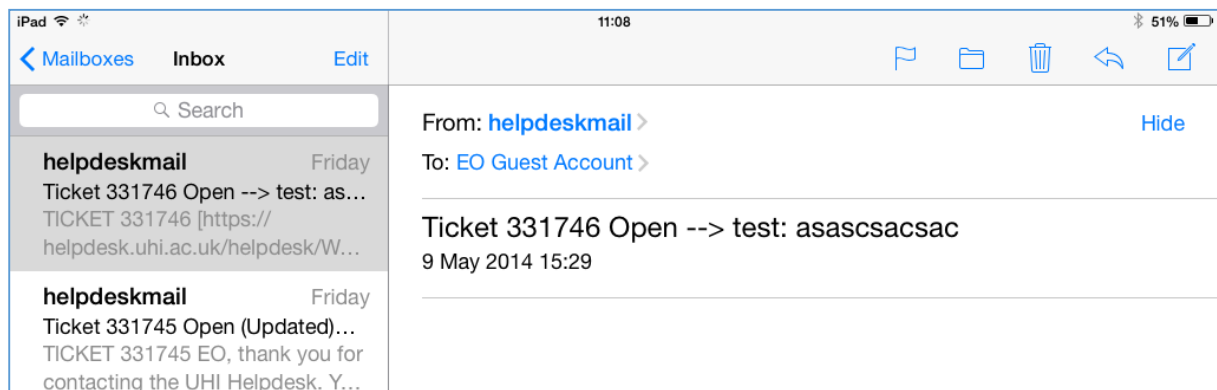 iPad 11:08 51%
Mailboxes Inbox Edit
Search
helpdeskmail Friday
Ticket 331746 Open --> test: as...
TICKET 331746 [https://
helpdesk.uhi.ac.uk/helpdesk/W...
helpdeskmail Friday
Ticket 331745 Open (Updated)...
TICKET 331745 EO, thank you for
contacting the UHI Helpdesk. Y...
From: helpdeskmail Hide
To: EO Guest Account
Ticket 331746 Open --> test: asascsacsac
9 May 2014 15:29